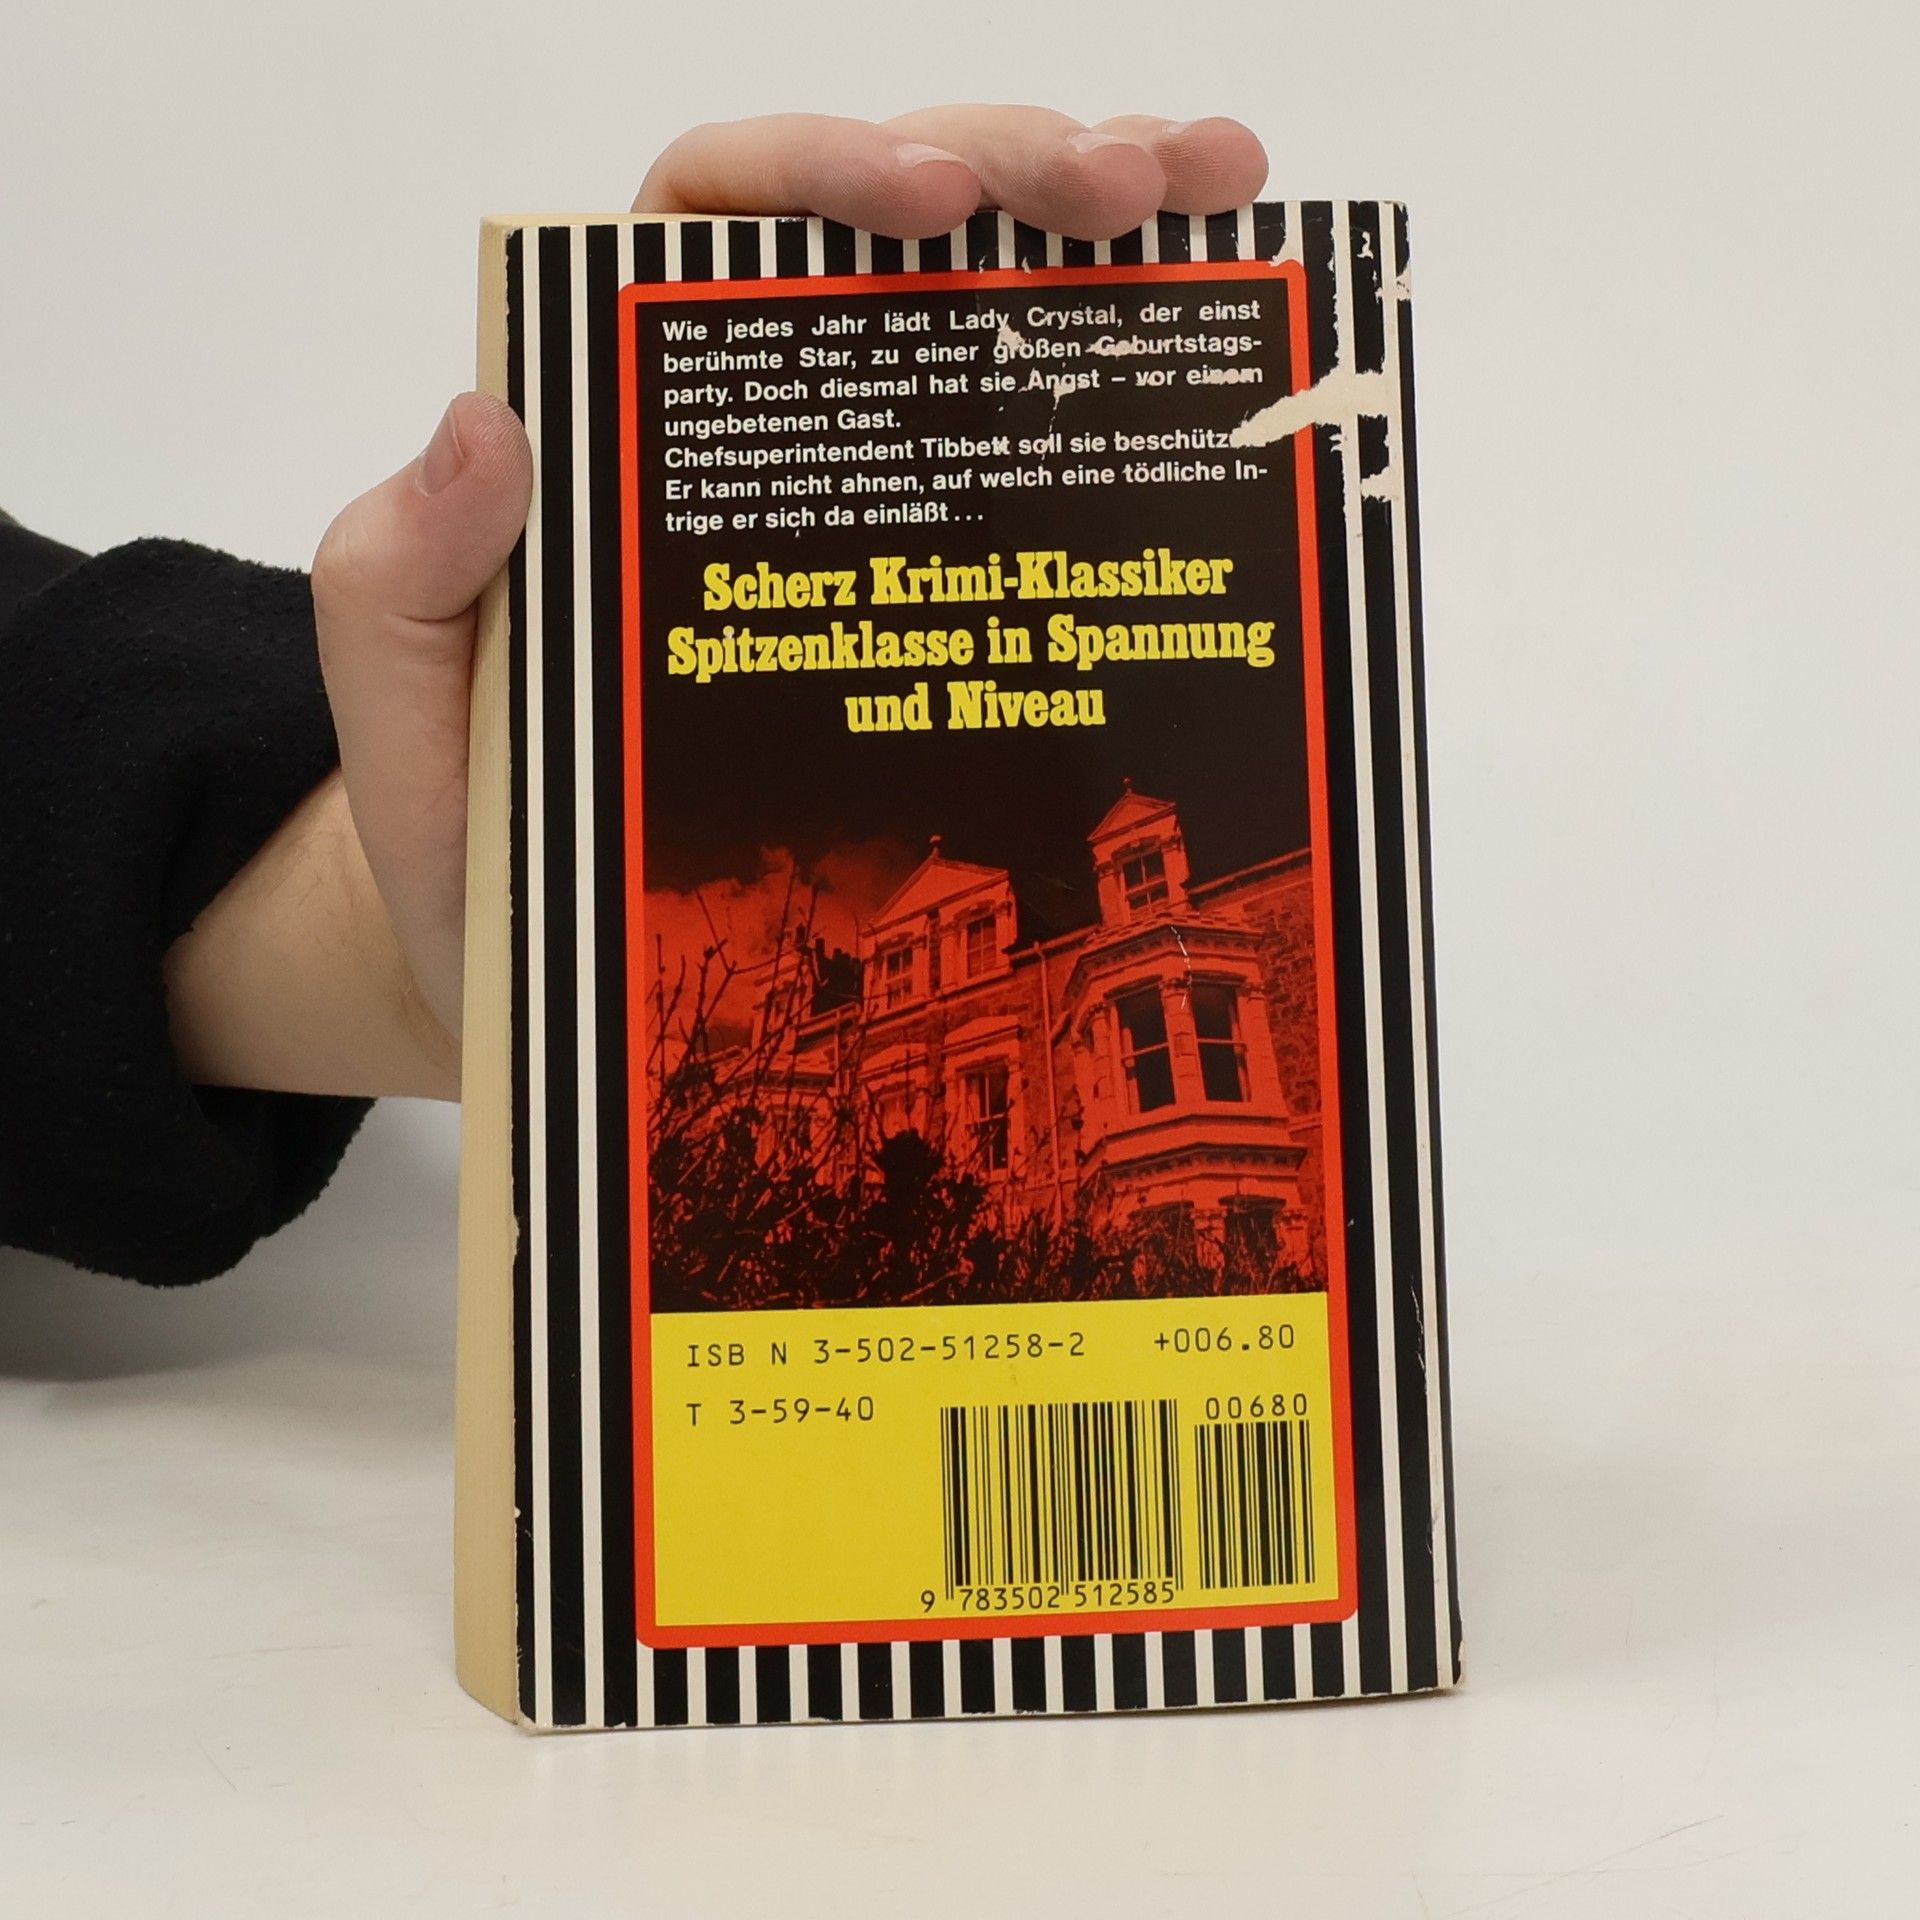 Wie jedes Jahr lädt Lady Crystal, der einst
berühmte Star, zu einer großen Geburtstags-
party. Doch diesmal hat sie Angst – vor einem
ungebetenen Gast.
Chefsuperintendent Tibbett soll sie
Er kann nicht ahnen, auf welch eine tödliche In-
trige er sich da einläßt...
Scherz Krimi-Klassiker
Spitzenklasse in Spannung
und Niveau
ISB N 3-502-51258-2 +006.80
T 3-59-40
00680
9 783502 512585